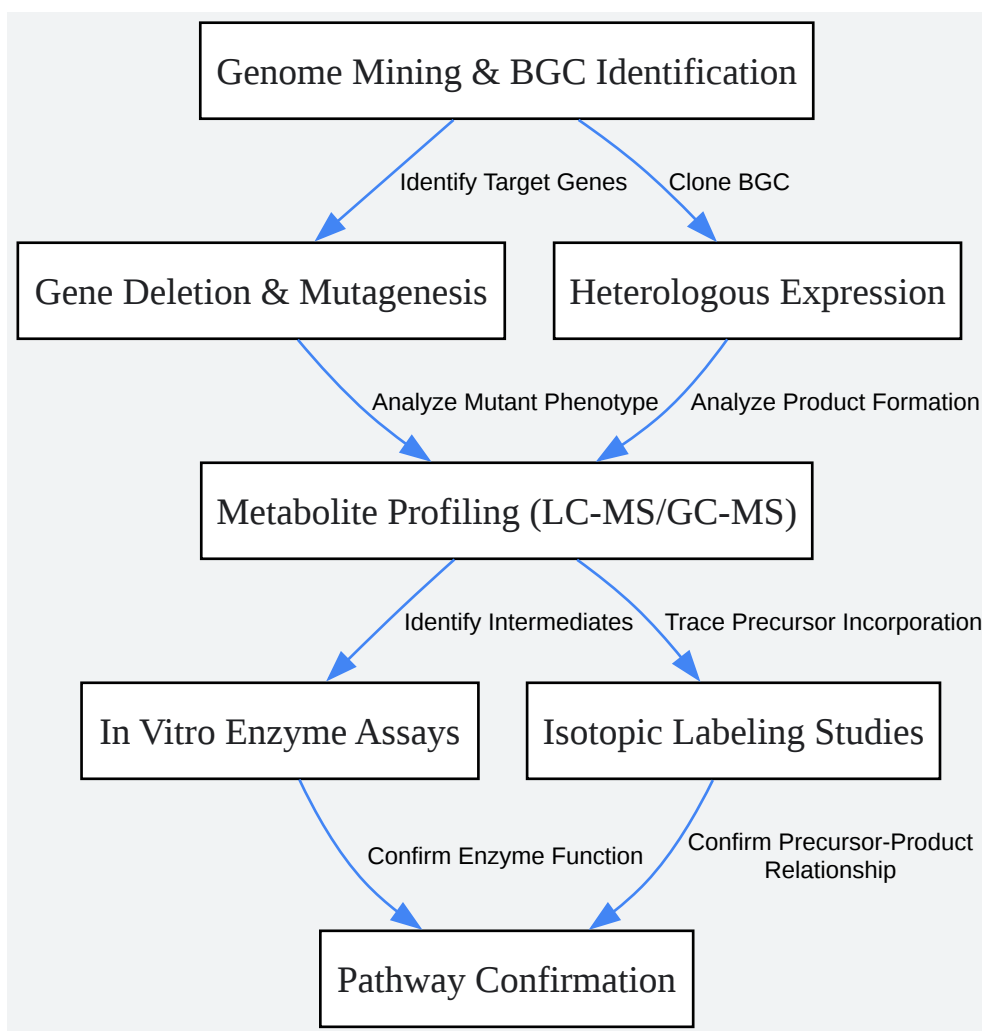 Genome Mining & BGC Identification
Identify Target Genes
Clone BGC
Gene Deletion & Mutagenesis
Heterologous Expression
Analyze Mutant Phenotype
Analyze Product Formation
Metabolite Profiling (LC-MS/GC-MS)
Identify Intermediates
Trace Precursor Incorporation
In Vitro Enzyme Assays
Isotopic Labeling Studies
Confirm Enzyme Function
Confirm Precursor-Product
Relationship
Pathway Confirmation